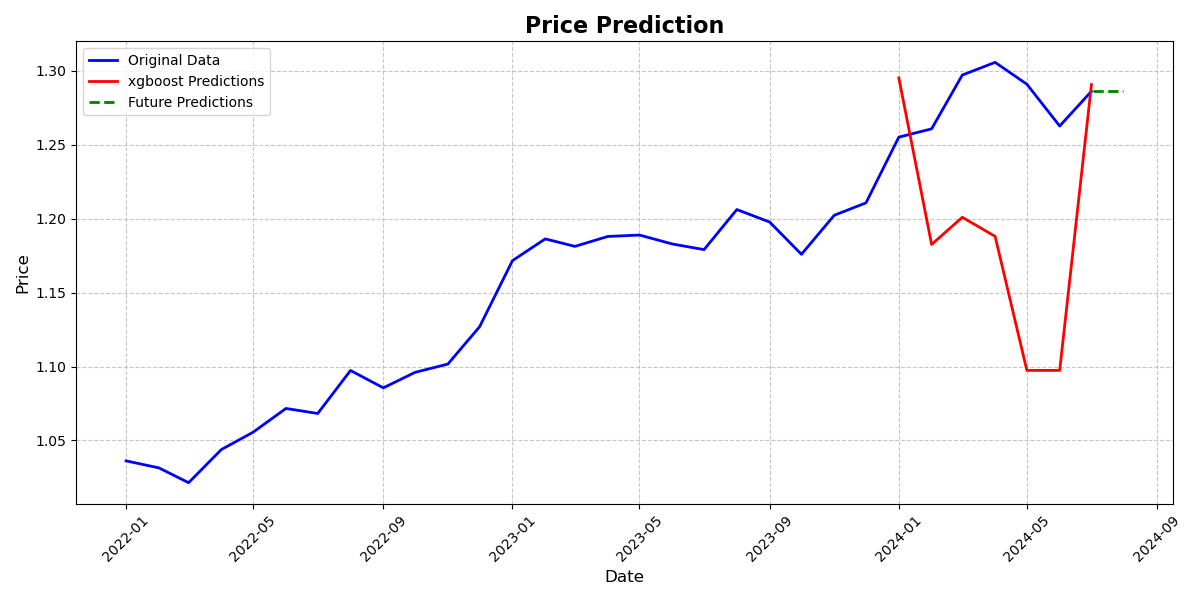 Price Prediction
Original Data
xgboost Predictions
Future Predictions
1.30
1.25
1.20
1.15
1.10
1.05
Price
2022-01
2022-05
2022-09
2023-01
2023-05
2023-09
2024-01
2024-05
2024-09
Date